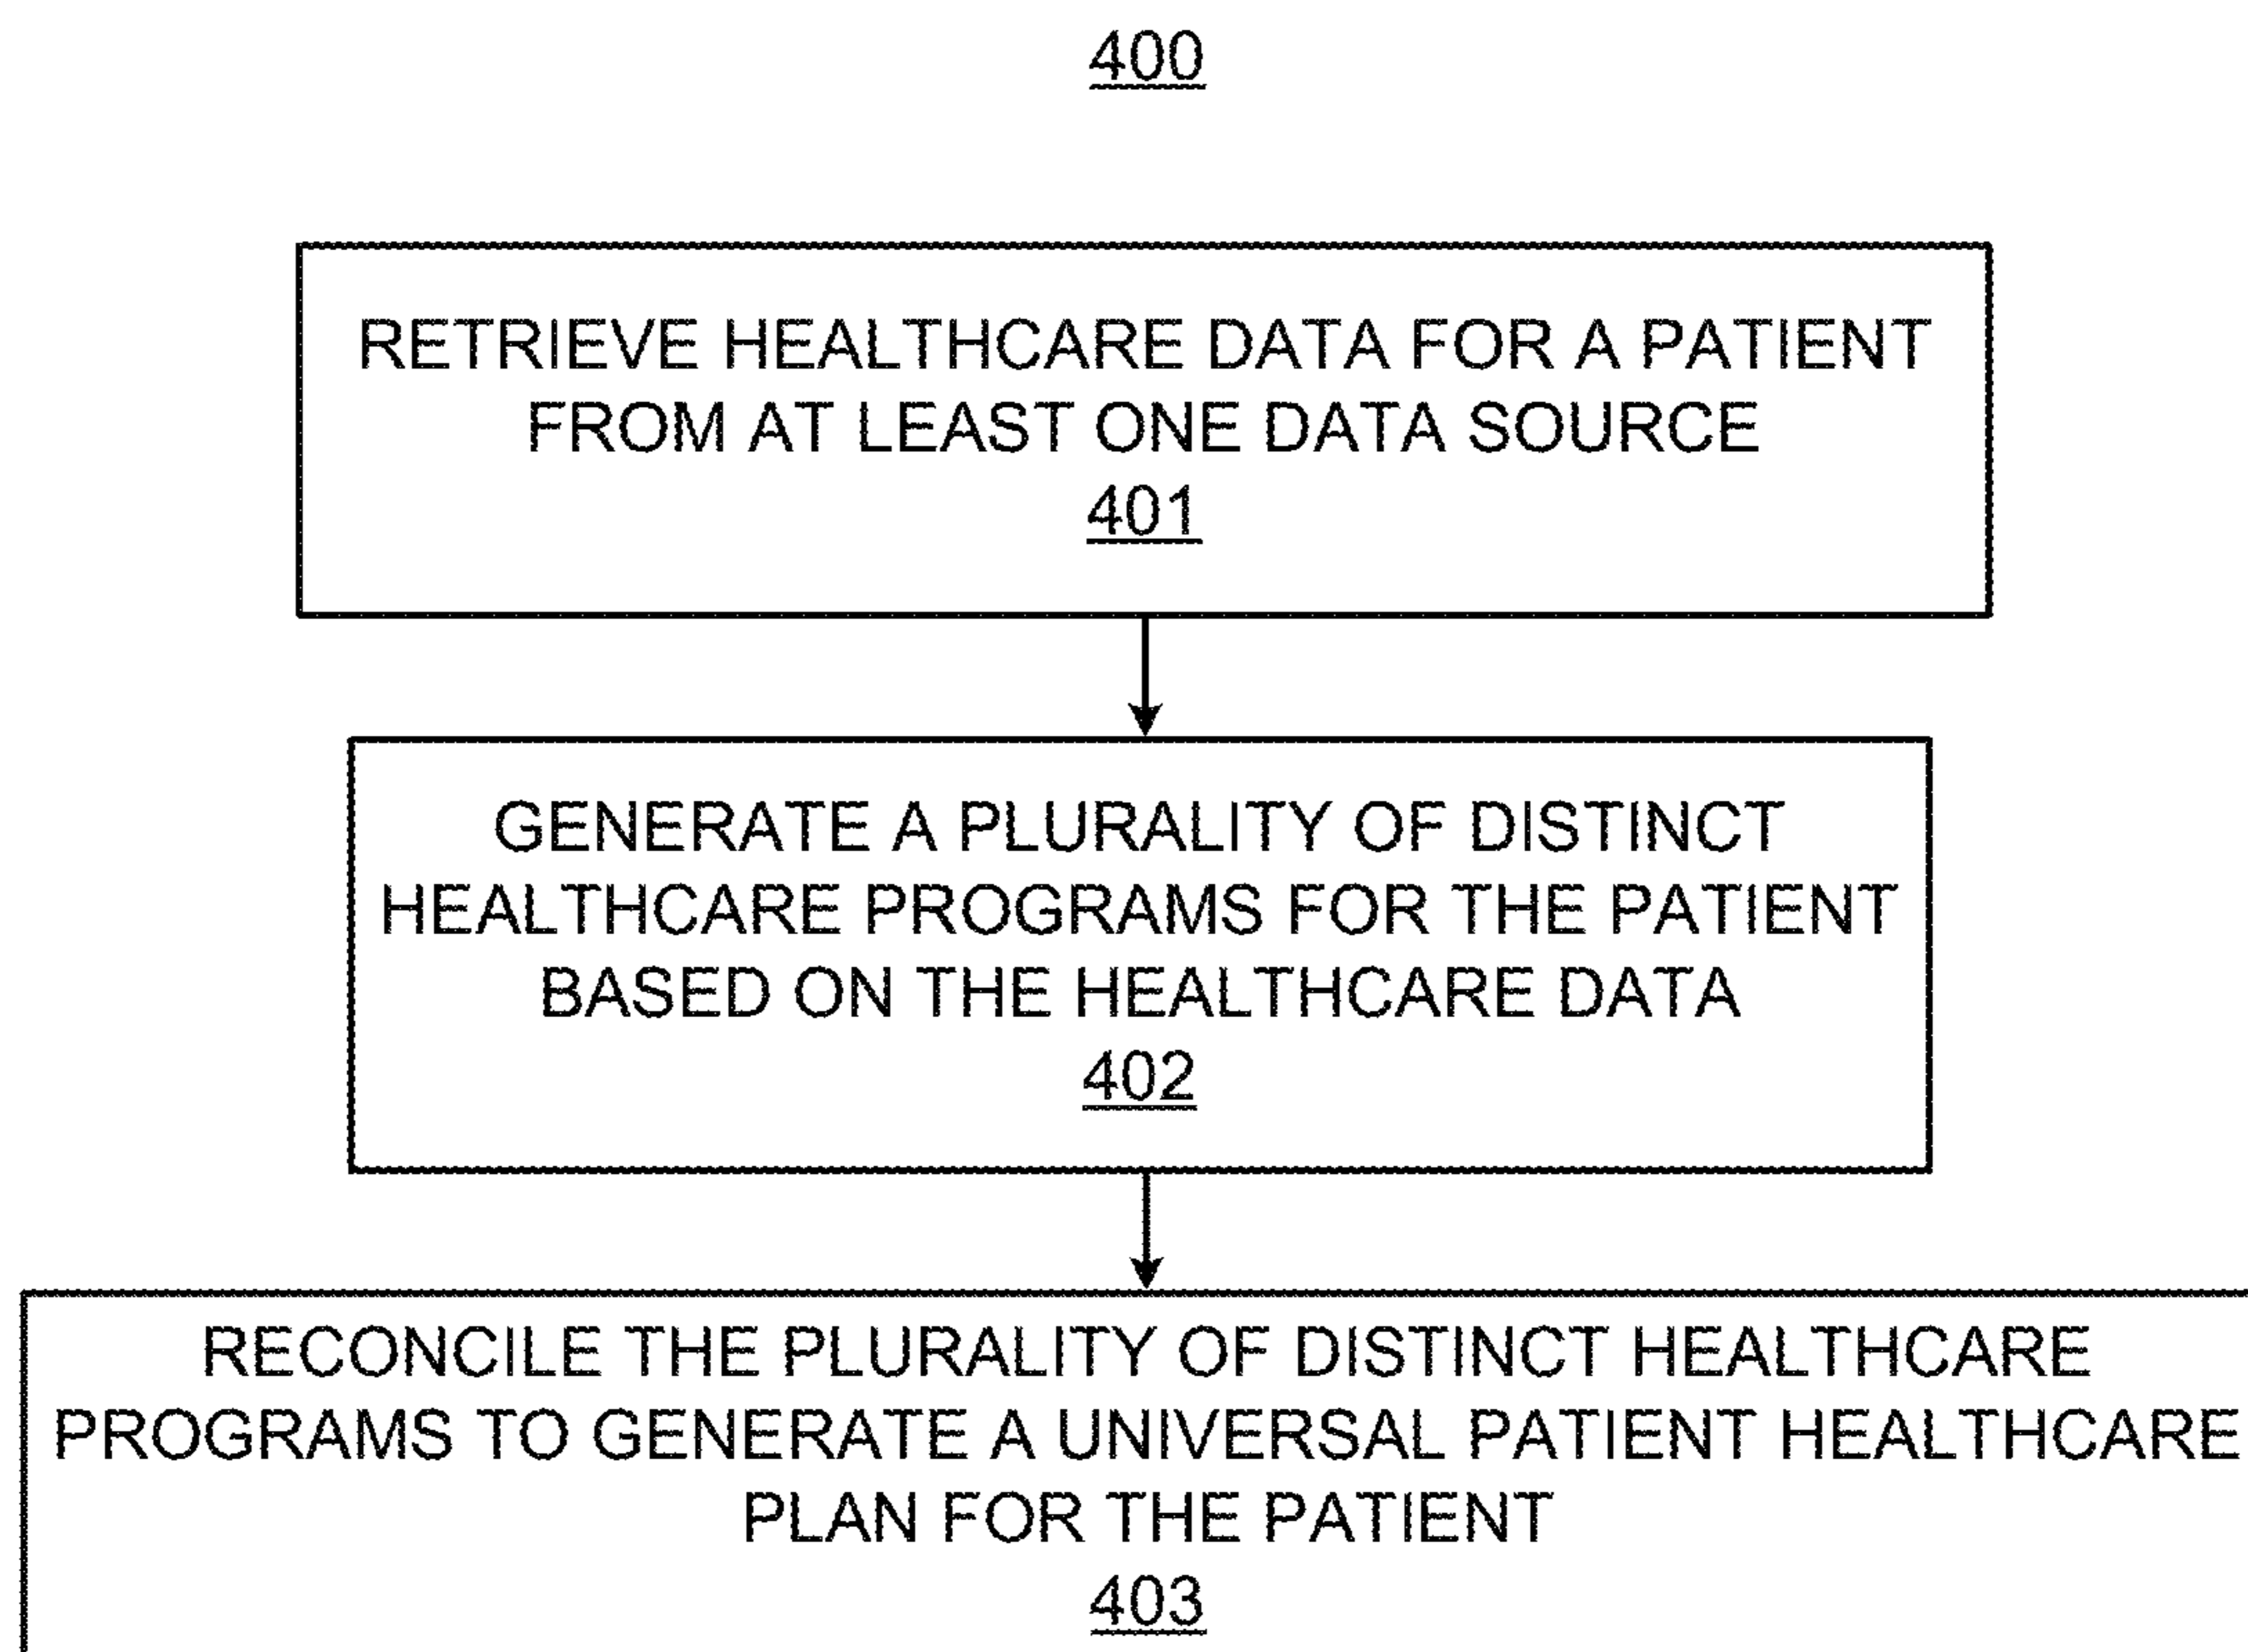 400
RETRIEVE HEALTHCARE DATA FOR A PATIENT
FROM AT LEAST ONE DATA SOURCE
401
GENERATE A PLURALITY OF DISTINCT
HEALTHCARE PROGRAMS FOR THE PATIENT
BASED ON THE HEALTHCARE DATA
402
RECONCILE THE PLURALITY OF DISTINCT HEALTHCARE
PROGRAMS TO GENERATE A UNIVERSAL PATIENT HEALTHCARE
PLAN FOR THE PATIENT
403